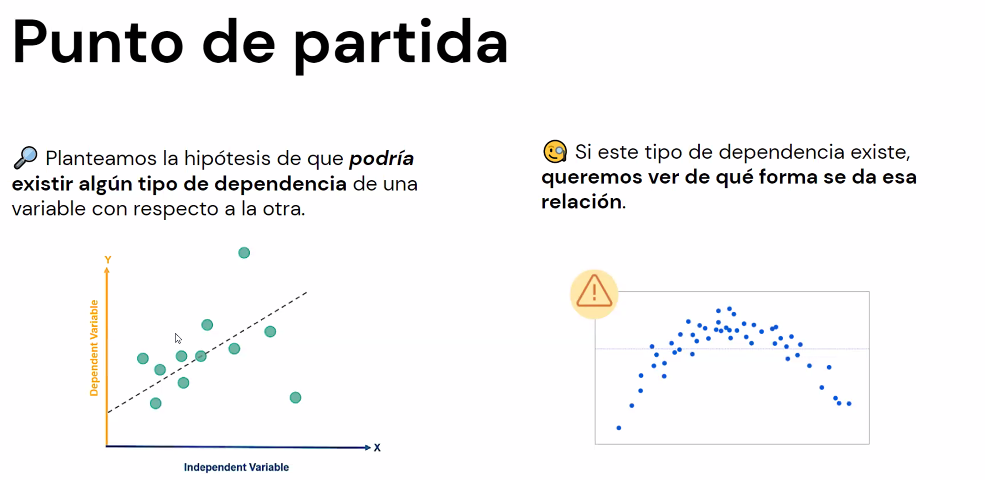 Punto de partida
Planteamos la hipótesis de que podría
existir algún tipo de dependencia de una
variable con respecto a la otra.
Si este tipo de dependencia existe,
queremos ver de qué forma se da esa
relación.
Y
Dependent Variable
X
Independent Variable